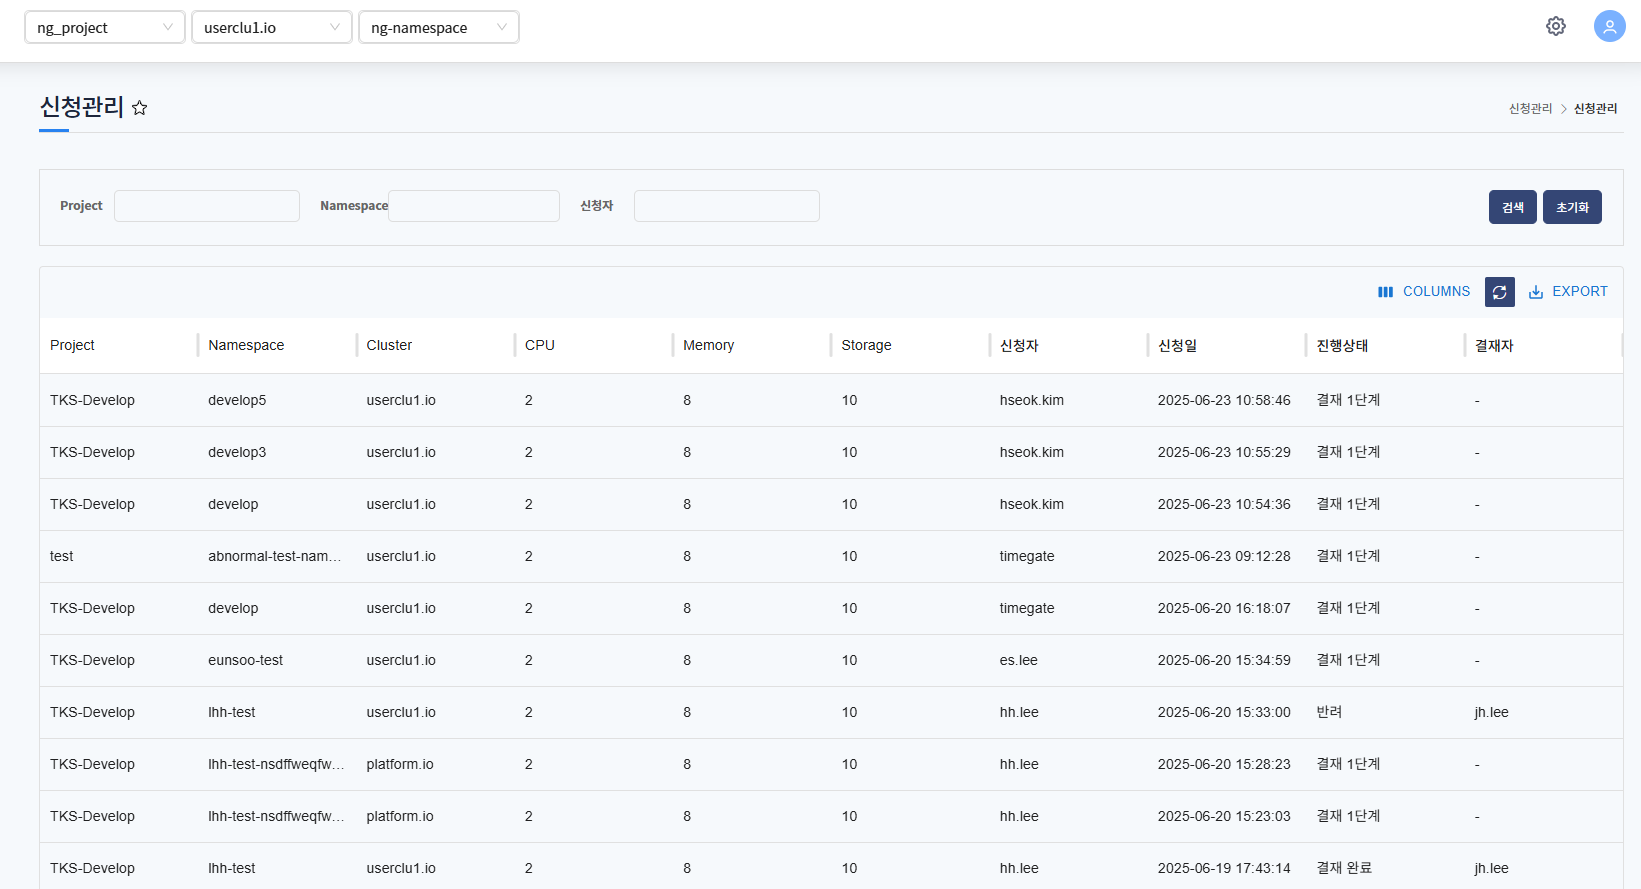 ng_project userclu1.io ng-namespace
신청관리
신청관리 > 신청관리
Project Namespace 신청자 검색 초기화
COLUMNS EXPORT
Project Namespace Cluster CPU Memory Storage 신청자 신청일 진행상태 결재자
TKS-Develop develop5 userclu1.io 2 8 10 hseok.kim 2025-06-23 10:58:46 결재 1단계 -
TKS-Develop develop3 userclu1.io 2 8 10 hseok.kim 2025-06-23 10:55:29 결재 1단계 -
TKS-Develop develop userclu1.io 2 8 10 hseok.kim 2025-06-23 10:54:36 결재 1단계 -
test abnormal-test-nam... userclu1.io 2 8 10 timegate 2025-06-23 09:12:28 결재 1단계 -
TKS-Develop develop userclu1.io 2 8 10 timegate 2025-06-20 16:18:07 결재 1단계 -
TKS-Develop eunsoo-test userclu1.io 2 8 10 es.lee 2025-06-20 15:34:59 결재 1단계 -
TKS-Develop lhh-test userclu1.io 2 8 10 hh.lee 2025-06-20 15:33:00 반려 jh.lee
TKS-Develop lhh-test-nsdffweqfw... platform.io 2 8 10 hh.lee 2025-06-20 15:28:23 결재 1단계 -
TKS-Develop lhh-test-nsdffweqfw... platform.io 2 8 10 hh.lee 2025-06-20 15:23:03 결재 1단계 -
TKS-Develop lhh-test userclu1.io 2 8 10 hh.lee 2025-06-19 17:43:14 결재 완료 jh.lee